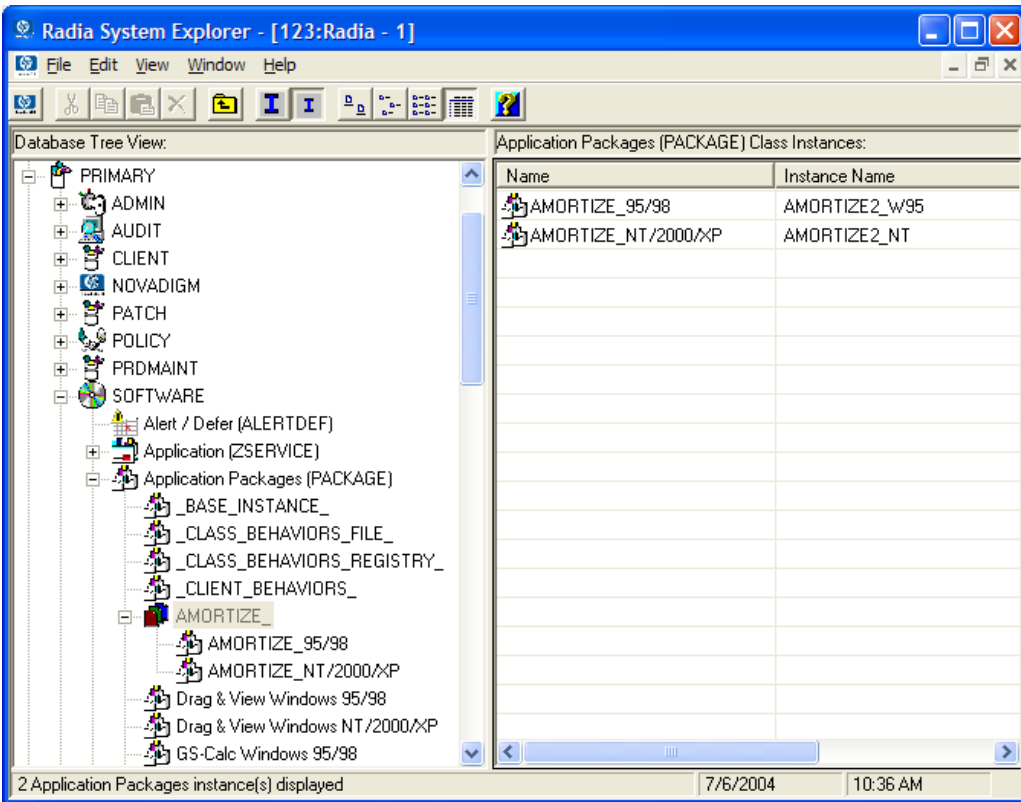 Radia System Explorer - [123:Radia - 1]
File Edit View Window Help
Database Tree View:
PRIMARY
ADMIN
AUDIT
CLIENT
NOVADIGM
PATCH
POLICY
PRDMAINT
SOFTWARE
Alert / Defer (ALERTDEF)
Application (ZSERVICE)
Application Packages (PACKAGE)
_BASE_INSTANCE_
_CLASS_BEHAVIORS_FILE_
_CLASS_BEHAVIORS_REGISTRY_
_CLIENT_BEHAVIORS_
AMORTIZE_
AMORTIZE_95/98
AMORTIZE_NT/2000/XP
Drag & View Windows 95/98
Drag & View Windows NT/2000/XP
GS-Calc Windows 95/98
Application Packages (PACKAGE) Class Instances:
Name Instance Name
AMORTIZE_95/98 AMORTIZE2_W95
AMORTIZE_NT/2000/XP AMORTIZE2_NT
2 Application Packages instance(s) displayed 7/6/2004 10:36 AM